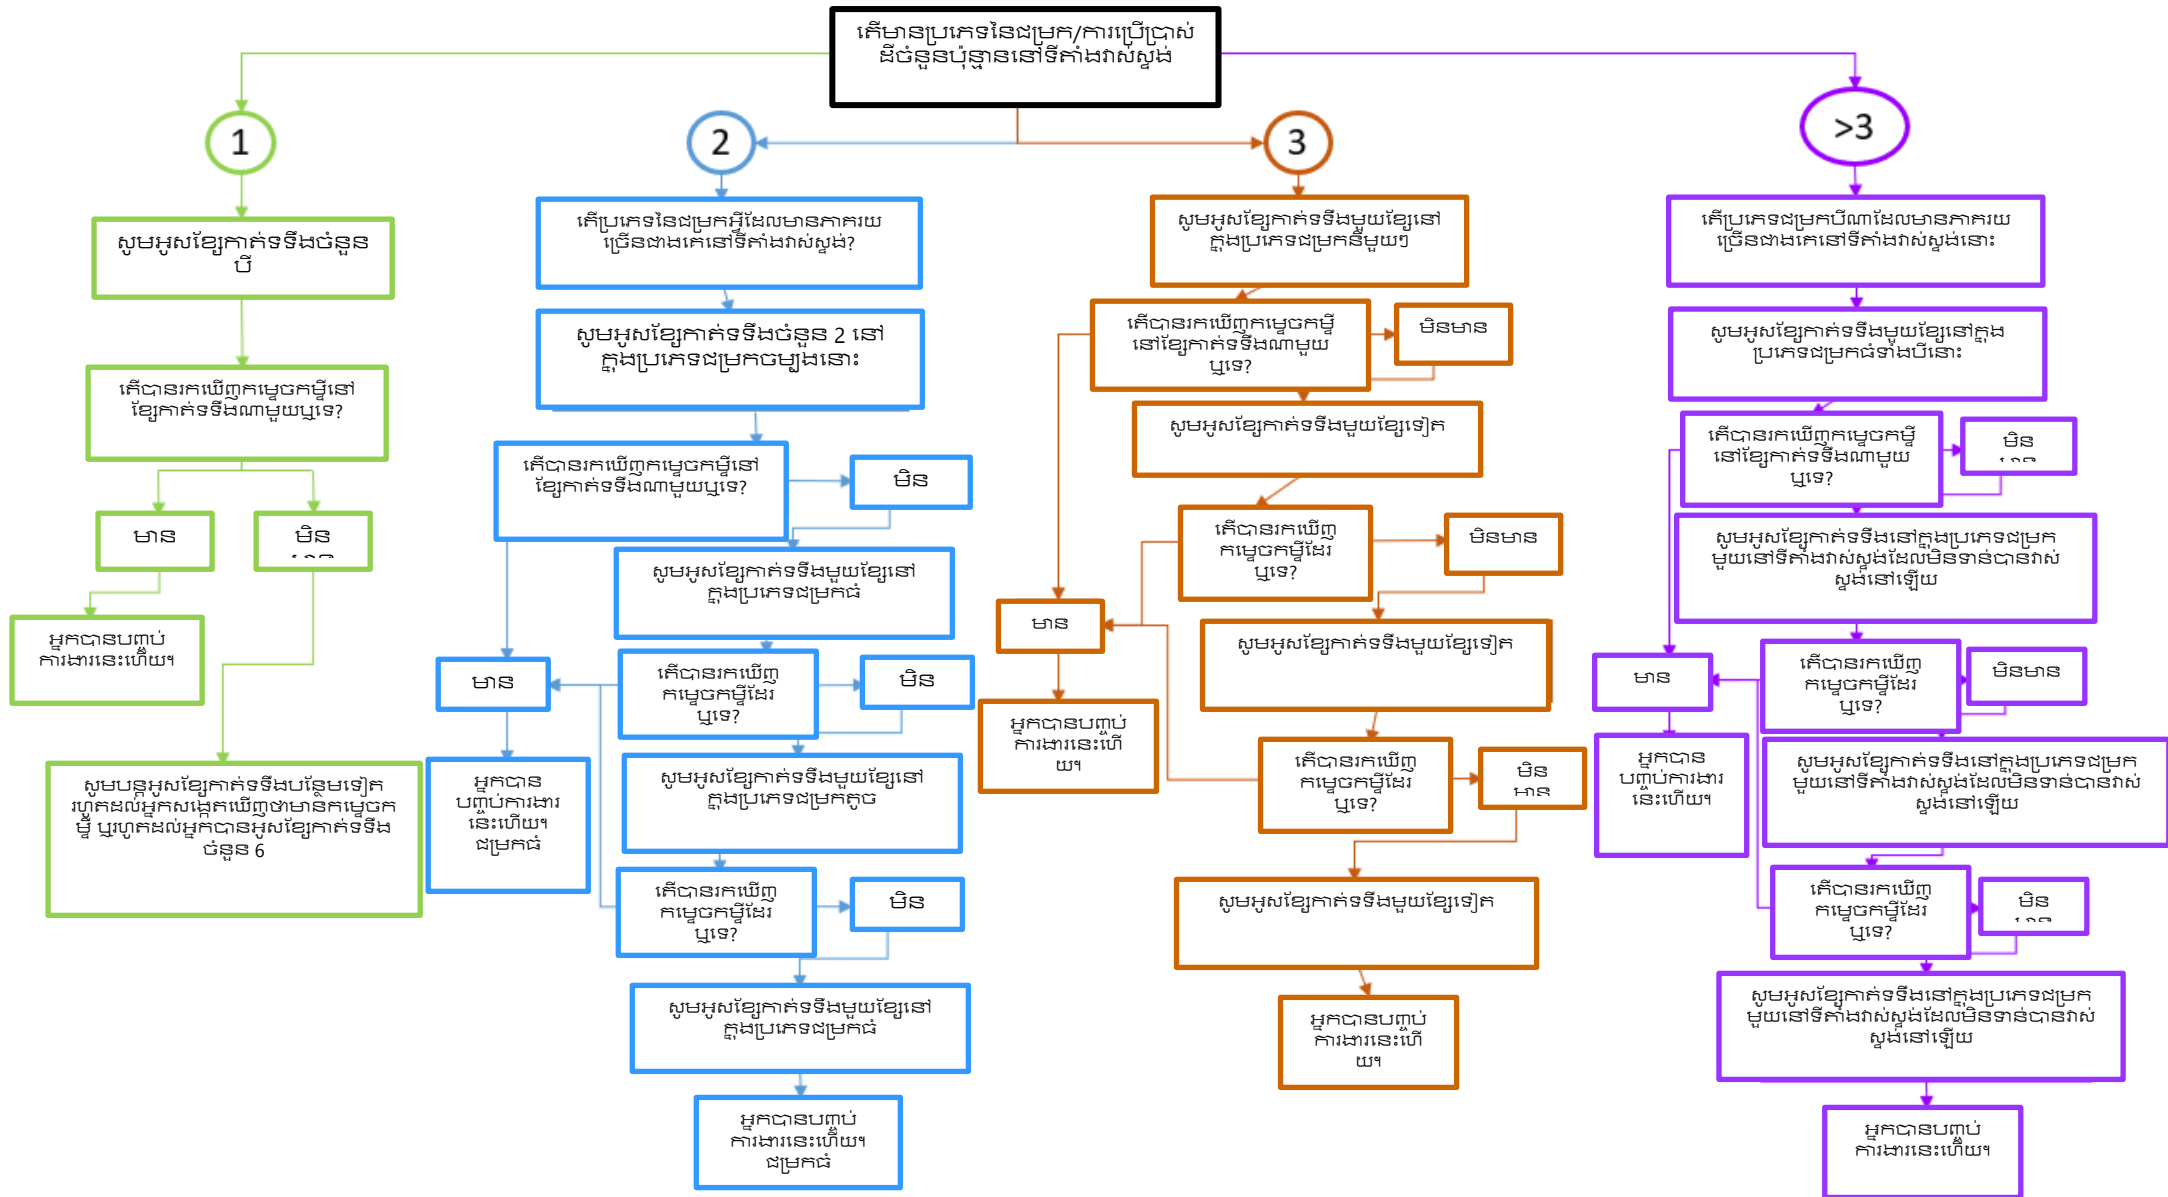 តើមានប្រភេទនៃជម្រក/ការប្រើប្រាស់
ដីចំនួនប៉ុន្មាននៅទីតាំងវាស់ស្ទង់
1
សូមអូសខ្សែកាត់ទទឹងចំនួន
បី
តើបានរកឃើញកម្ទេចកម្ទីនៅ
ខ្សែកាត់ទទឹងណាមួយឬទេ?
មាន
មិន
អ្នកបានបញ្ចប់
ការងារនេះហើយ។
សូមបន្តអូសខ្សែកាត់ទទឹងបន្ថែមទៀត
រហូតដល់អ្នកសង្កេតឃើញថាមានកម្ទេចក
ម្ទី ឬរហូតដល់អ្នកបានអូសខ្សែកាត់ទទឹង
ចំនួន 6
2
តើប្រភេទនៃជម្រកអ្វីដែលមានភាគរយ
ច្រើនជាងគេនៅទីតាំងវាស់ស្ទង់?
សូមអូសខ្សែកាត់ទទឹងចំនួន 2 នៅ
ក្នុងប្រភេទជម្រកចម្បងនោះ
តើបានរកឃើញកម្ទេចកម្ទីនៅ
ខ្សែកាត់ទទឹងណាមួយឬទេ?
មិន
សូមអូសខ្សែកាត់ទទឹងមួយខ្សែនៅ
ក្នុងប្រភេទជម្រកធំ
មាន
តើបានរកឃើញ
កម្ទេចកម្ទីដែរ
ឬទេ?
មិន
អ្នកបាន
បញ្ចប់ការងារ
នេះហើយ។
ជម្រកធំ
សូមអូសខ្សែកាត់ទទឹងមួយខ្សែនៅ
ក្នុងប្រភេទជម្រកតូច
តើបានរកឃើញ
កម្ទេចកម្ទីដែរ
ឬទេ?
មិន
សូមអូសខ្សែកាត់ទទឹងមួយខ្សែនៅ
ក្នុងប្រភេទជម្រកធំ
អ្នកបានបញ្ចប់
ការងារនេះហើយ។
ជម្រកធំ
3
សូមអូសខ្សែកាត់ទទឹងមួយខ្សែនៅ
ក្នុងប្រភេទជម្រកនីមួយៗ
តើបានរកឃើញកម្ទេចកម្ទី
នៅខ្សែកាត់ទទឹងណាមួយ
ឬទេ?
មិនមាន
សូមអូសខ្សែកាត់ទទឹងមួយខ្សែទៀត
តើបានរកឃើញ
កម្ទេចកម្ទីដែរ
ឬទេ?
មិនមាន
មាន
សូមអូសខ្សែកាត់ទទឹងមួយខ្សែទៀត
អ្នកបានបញ្ចប់
ការងារនេះហើ
យ។
តើបានរកឃើញ
កម្ទេចកម្ទីដែរ
ឬទេ?
មិន
មាន
សូមអូសខ្សែកាត់ទទឹងមួយខ្សែទៀត
អ្នកបានបញ្ចប់
ការងារនេះហើ
យ។
>3
តើប្រភេទជម្រកបីណាដែលមានភាគរយ
ច្រើនជាងគេនៅទីតាំងវាស់ស្ទង់នោះ
សូមអូសខ្សែកាត់ទទឹងមួយខ្សែនៅក្នុង
ប្រភេទជម្រកធំទាំងបីនោះ
តើបានរកឃើញកម្ទេចកម្ទី
នៅខ្សែកាត់ទទឹងណាមួយ
ឬទេ?
មិន
សូមអូសខ្សែកាត់ទទឹងនៅក្នុងប្រភេទជម្រក
មួយនៅទីតាំងវាស់ស្ទង់ដែលមិនទាន់បានវាស់
ស្ទង់នៅឡើយ
មាន
តើបានរកឃើញ
កម្ទេចកម្ទីដែរ
ឬទេ?
មិនមាន
អ្នកបាន
បញ្ចប់ការងារ
នេះហើយ។
សូមអូសខ្សែកាត់ទទឹងនៅក្នុងប្រភេទជម្រក
មួយនៅទីតាំងវាស់ស្ទង់ដែលមិនទាន់បានវាស់
ស្ទង់នៅឡើយ
តើបានរកឃើញ
កម្ទេចកម្ទីដែរ
ឬទេ?
មិន
សូមអូសខ្សែកាត់ទទឹងនៅក្នុងប្រភេទជម្រក
មួយនៅទីតាំងវាស់ស្ទង់ដែលមិនទាន់បានវាស់
ស្ទង់នៅឡើយ
អ្នកបានបញ្ចប់
ការងារនេះហើយ។